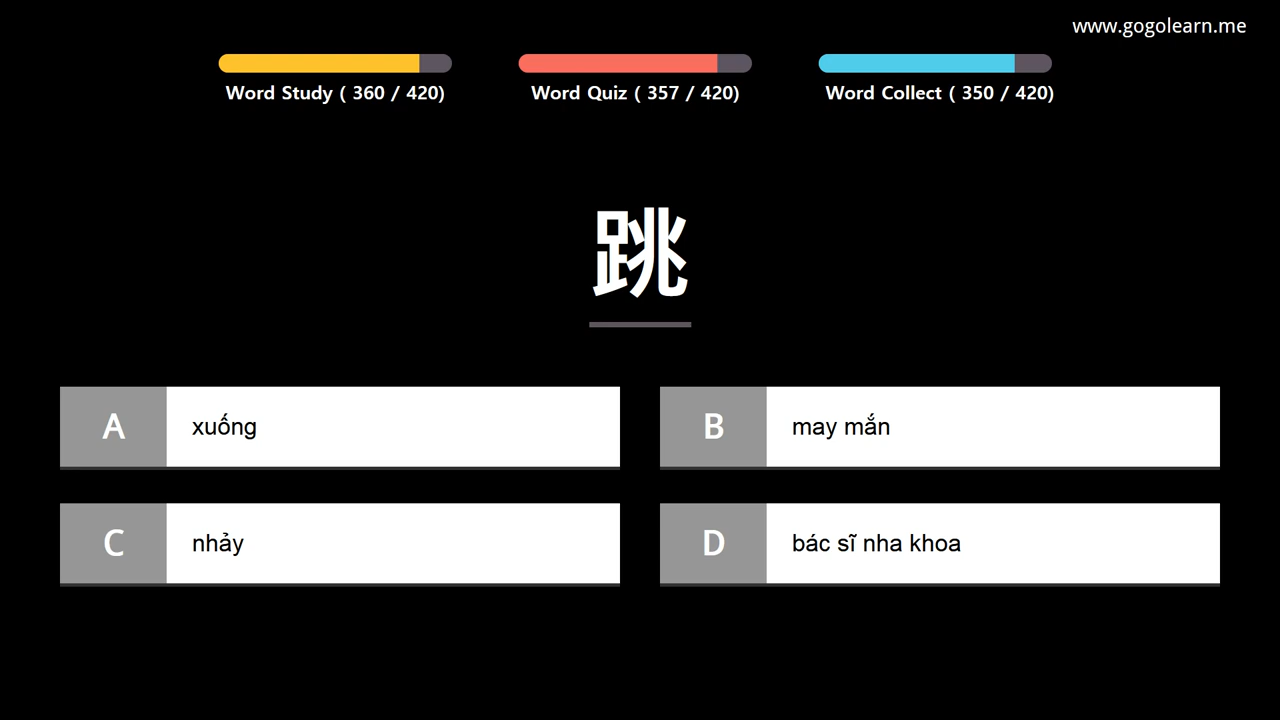 www.gogolearn.me
Word Study ( 360 / 420)
Word Quiz ( 357 / 420)
Word Collect ( 350 / 420)
跳
A xuống
B may mắn
C nhảy
D bác sĩ nha khoa